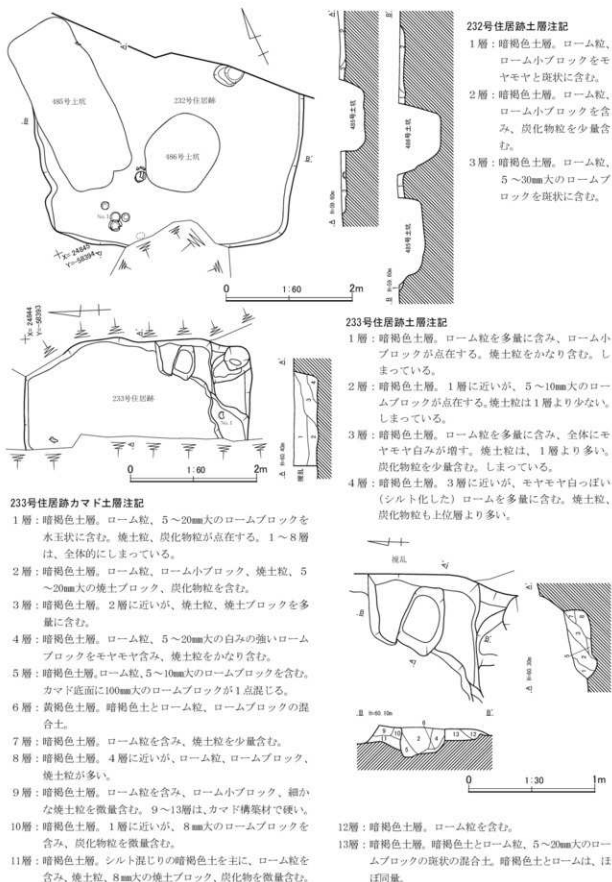 232号住居跡土層注記
1層：暗褐色土層。ローム粒、
ローム小ブロックをモ
ヤモヤと斑状に含む。
2層：暗褐色土層。ローム粒、
ローム小ブロックを含
み、炭化物粒を少量含
む。
3層：暗褐色土層。ローム粒、
5～30㎜大のロームブ
ロックを斑状に含む。
485号土坑
232号住居跡
486号土坑
No.1
X= 24845
Y=-58394
485号土坑
486号土坑
485号土坑
0 1:60 2m
233号住居跡土層注記
1層：暗褐色土層。ローム粒を多量に含み、ローム小
ブロックが点在する。焼土粒をかなり含む。し
まっている。
2層：暗褐色土層。1層に近いが、5～10㎜大のロー
ムブロックが点在する。焼土粒は1層より少ない。
しまっている。
3層：暗褐色土層。ローム粒を多量に含み、全体にモ
ヤモヤ白みが増す。焼土粒は、1層より多い。
炭化物粒を少量含む。しまっている。
4層：暗褐色土層。3層に近いが、モヤモヤ白っぽい
（シルト化した）ロームを多量に含む。焼土粒、
炭化物粒も上位層より多い。
X= 24844
Y=-58393
233号住居跡
No.1
撹乱
0 1:60 2m
233号住居跡カマド土層注記
1層：暗褐色土層。ローム粒、5～20㎜大のロームブロックを
水玉状に含む。焼土粒、炭化物粒が点在する。1～8層
は、全体的にしまっている。
2層：暗褐色土層。ローム粒、ローム小ブロック、焼土粒、5
～20㎜大の焼土ブロック、炭化物粒を含む。
3層：暗褐色土層。2層に近いが、焼土粒、焼土ブロックを多
量に含む。
4層：暗褐色土層。ローム粒、5～20㎜大の白みの強いローム
ブロックをモヤモヤ含み、焼土粒をかなり含む。
5層：暗褐色土層。ローム粒、5～10㎜大のロームブロックを含む。
カマド底面に100㎜大のロームブロックが1点混じる。
6層：黄褐色土層。暗褐色土とローム粒、ロームブロックの混
合土。
7層：暗褐色土層。ローム粒を含み、焼土粒を少量含む。
8層：暗褐色土層。4層に近いが、ローム粒、ロームブロック、
焼土粒が多い。
9層：暗褐色土層。ローム粒を含み、ローム小ブロック、細か
な焼土粒を微量含む。9～13層は、カマド構築材で硬い。
10層：暗褐色土層。1層に近いが、8㎜大のロームブロックを
含み、炭化物粒を微量含む。
11層：暗褐色土層。シルト混じりの暗褐色土を主に、ローム粒を
含み、焼土粒、8㎜大の焼土ブロック、炭化物を微量含む。
撹乱
0 1:30 1m
12層：暗褐色土層。ローム粒を含む。
13層：暗褐色土層。暗褐色土とローム粒、5～20㎜大のロー
ムブロックの斑状の混合土。暗褐色土とロームは、ほ
ぼ同量。